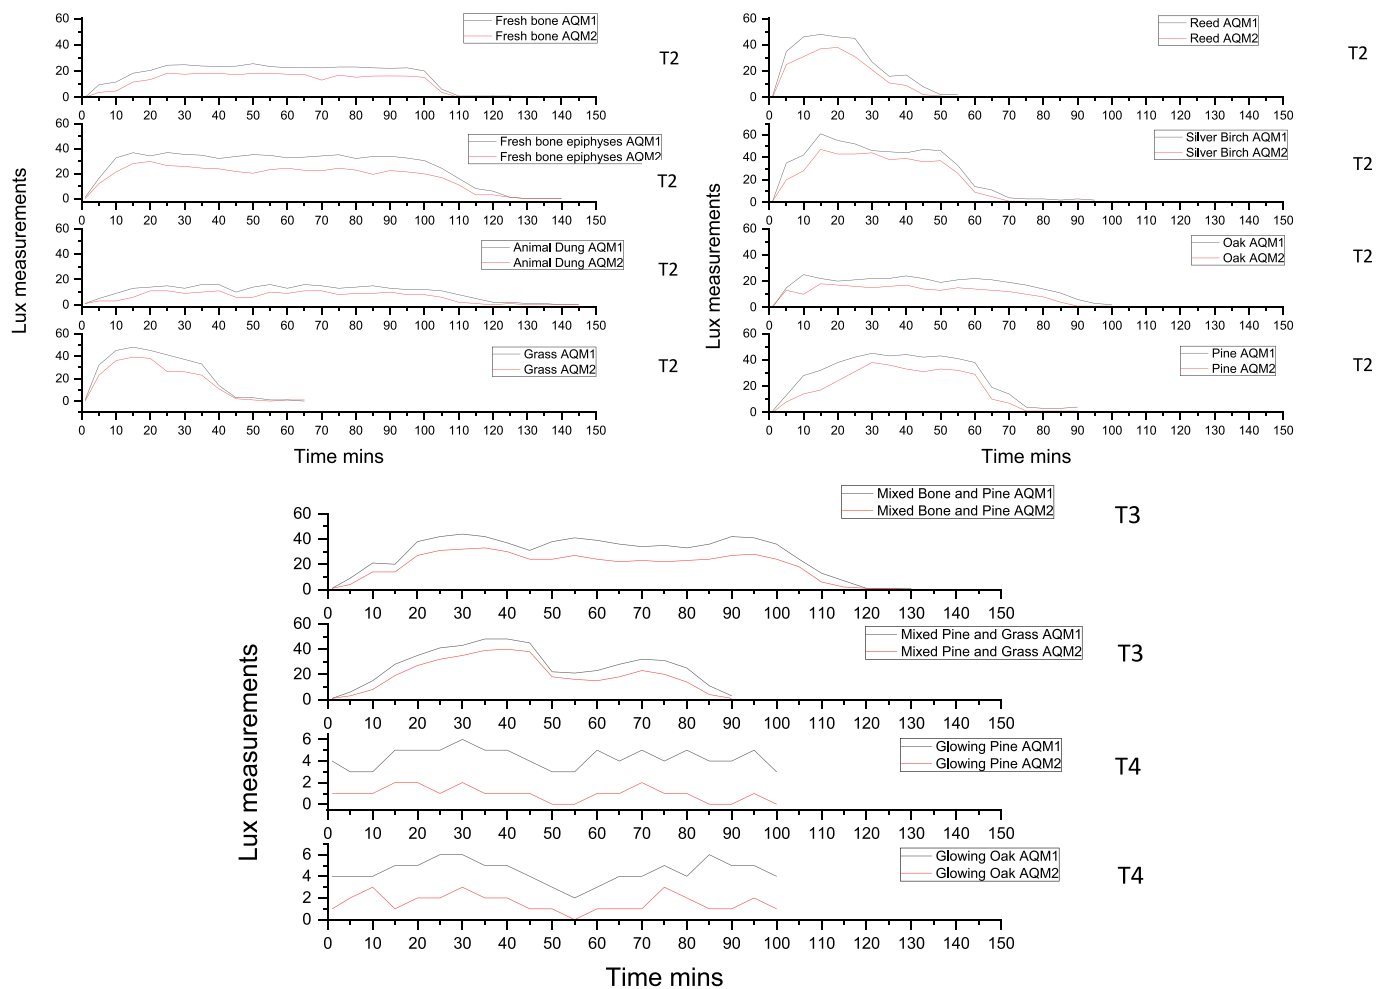 Fresh bone AQM1
Fresh bone AQM2
T2
60
40
20
0
0 10 20 30 40 50 60 70 80 90 100 110 120 130 140 150
Fresh bone epiphyses AQM1
Fresh bone epiphyses AQM2
T2
60
40
20
0
0 10 20 30 40 50 60 70 80 90 100 110 120 130 140 150
Animal Dung AQM1
Animal Dung AQM2
T2
60
40
20
0
0 10 20 30 40 50 60 70 80 90 100 110 120 130 140 150
Grass AQM1
Grass AQM2
T2
60
40
20
0
0 10 20 30 40 50 60 70 80 90 100 110 120 130 140 150
Lux measurements
Time mins
Reed AQM1
Reed AQM2
T2
60
40
20
0
0 10 20 30 40 50 60 70 80 90 100 110 120 130 140 150
Silver Birch AQM1
Silver Birch AQM2
T2
60
40
20
0
0 10 20 30 40 50 60 70 80 90 100 110 120 130 140 150
Oak AQM1
Oak AQM2
T2
60
40
20
0
0 10 20 30 40 50 60 70 80 90 100 110 120 130 140 150
Pine AQM1
Pine AQM2
T2
60
40
20
0
0 10 20 30 40 50 60 70 80 90 100 110 120 130 140 150
Lux measurements
Time mins
Mixed Bone and Pine AQM1
Mixed Bone and Pine AQM2
T3
60
40
20
0
0 10 20 30 40 50 60 70 80 90 100 110 120 130 140 150
Mixed Pine and Grass AQM1
Mixed Pine and Grass AQM2
T3
60
40
20
0
0 10 20 30 40 50 60 70 80 90 100 110 120 130 140 150
Glowing Pine AQM1
Glowing Pine AQM2
T4
6
4
2
0
0 10 20 30 40 50 60 70 80 90 100 110 120 130 140 150
Glowing Oak AQM1
Glowing Oak AQM2
T4
6
4
2
0
0 10 20 30 40 50 60 70 80 90 100 110 120 130 140 150
Lux measurements
Time mins